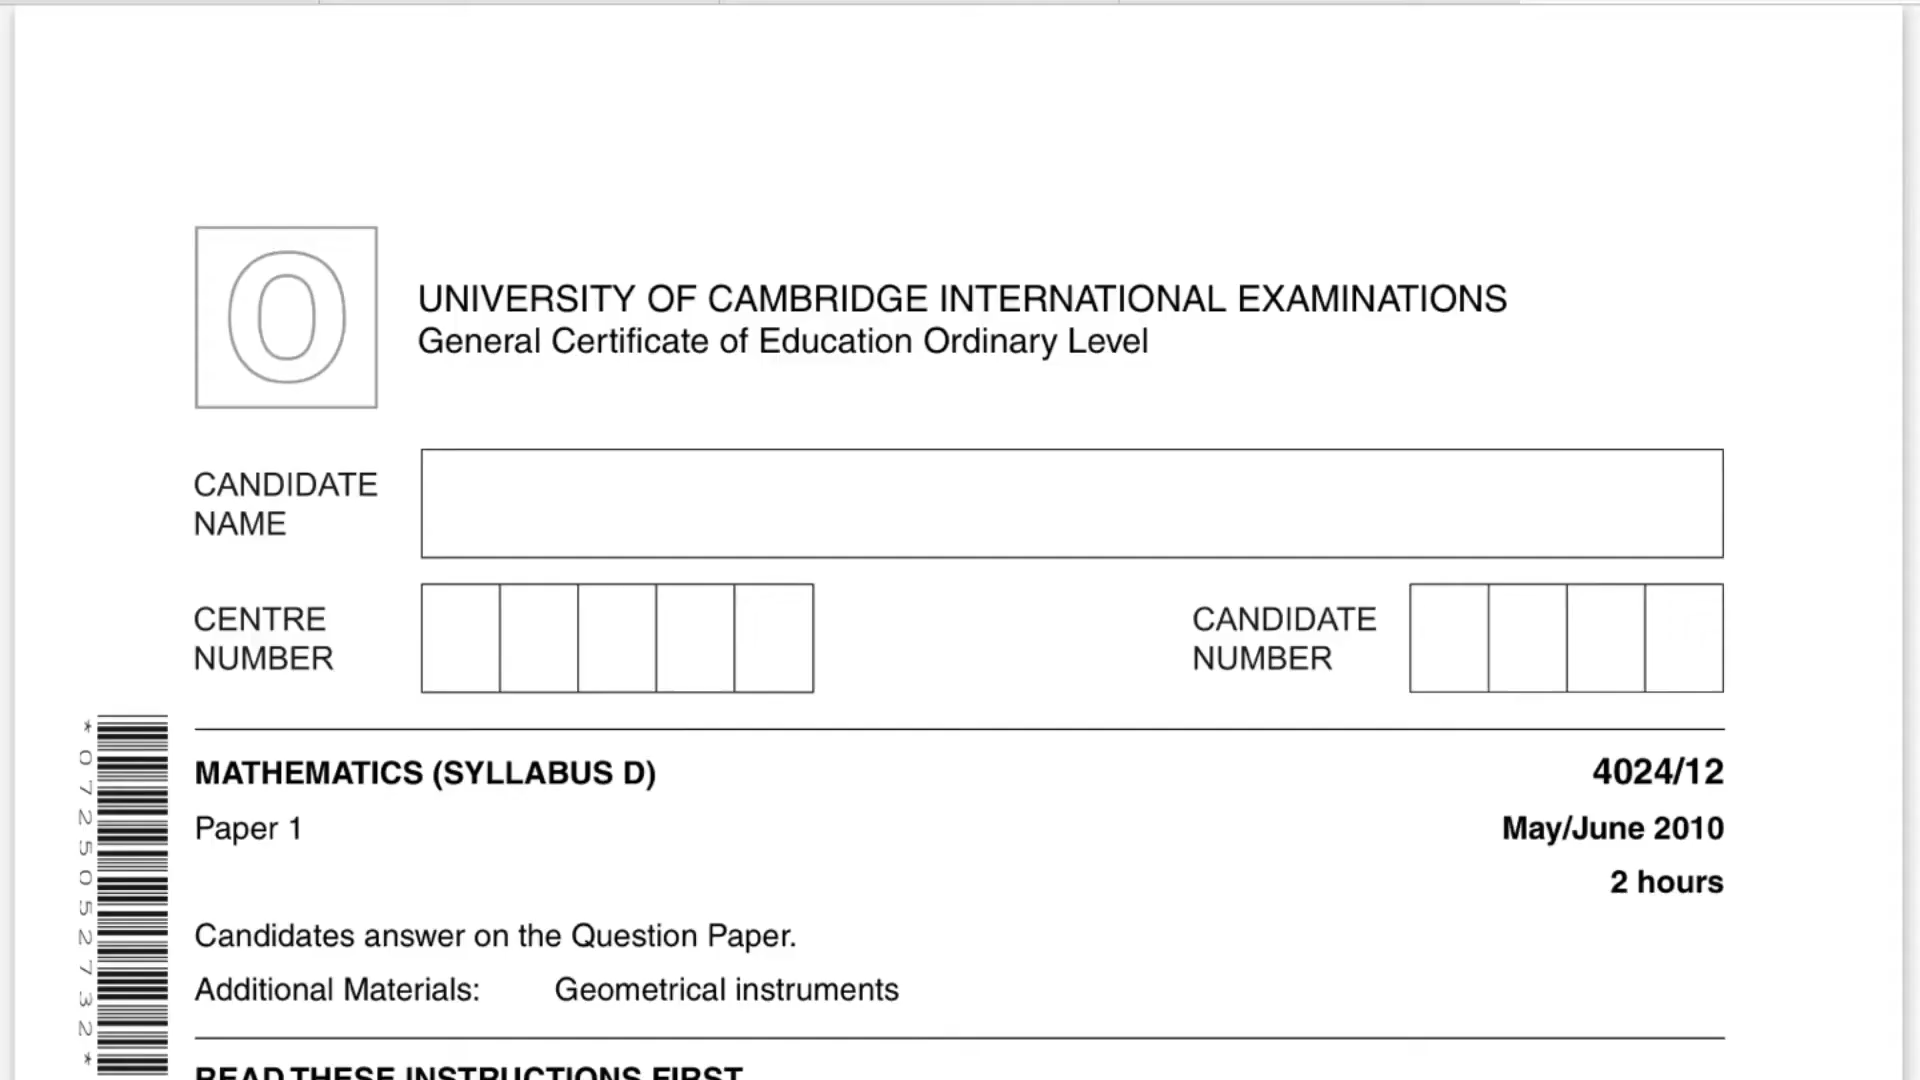 O
UNIVERSITY OF CAMBRIDGE INTERNATIONAL EXAMINATIONS
General Certificate of Education Ordinary Level
CANDIDATE
NAME
CENTRE
NUMBER
CANDIDATE
NUMBER
*0725052732*
MATHEMATICS (SYLLABUS D)
4024/12
Paper 1
May/June 2010
2 hours
Candidates answer on the Question Paper.
Additional Materials: Geometrical instruments
READ THESE INSTRUCTIONS FIRST